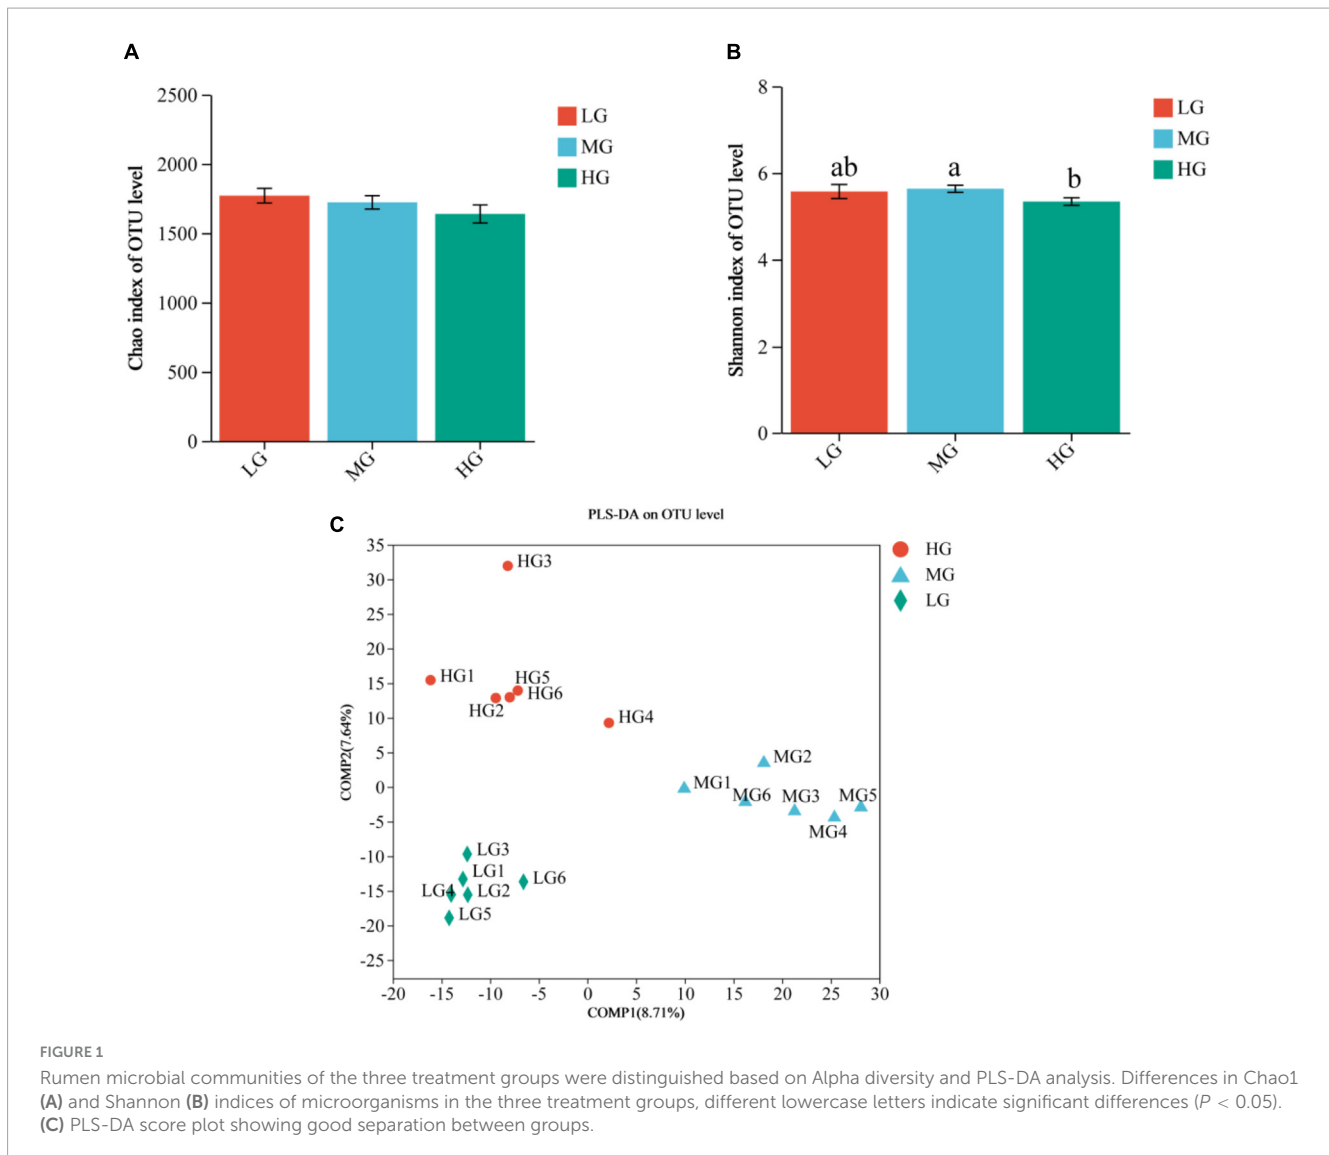 A
Chao index of OTU level
2500
2000
1500
1000
500
0
LG
MG
HG
LG
MG
HG
B
Shannon index of OTU level
8
6
4
2
0
ab
a
b
LG
MG
HG
LG
MG
HG
C
PLS-DA on OTU level
COMP2(7.64%)
35
30
25
20
15
10
5
0
-5
-10
-15
-20
-25
HG3
HG1
HG5
HG6
HG2
HG4
MG2
MG1
MG6
MG3
MG5
MG4
LG3
LG1
LG6
LG4
LG2
LG5
-20 -15 -10 -5 0 5 10 15 20 25 30
COMP1(8.71%)
HG
MG
LG
FIGURE 1
Rumen microbial communities of the three treatment groups were distinguished based on Alpha diversity and PLS-DA analysis. Differences in Chao1
(A) and Shannon (B) indices of microorganisms in the three treatment groups, different lowercase letters indicate significant differences (P < 0.05).
(C) PLS-DA score plot showing good separation between groups.